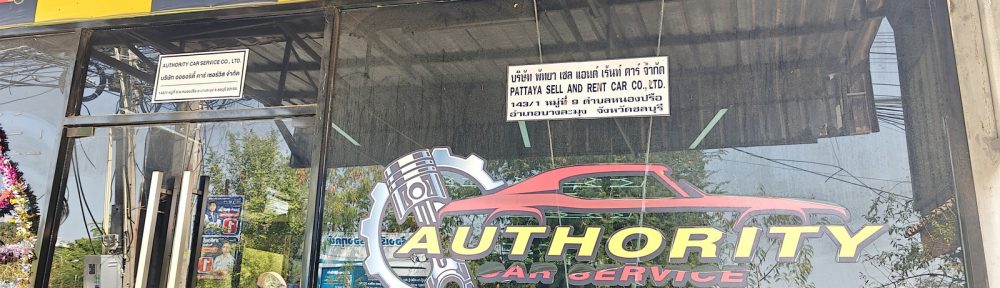 AUTHORITY CAR SERVICE CO., LTD.
บริษัท ออธอริตี้ คาร์ เซอร์วิส จำกัด
บริษัท พัทยา เซล แอนด์ เร้นท์ คาร์ จำกัด
PATTAYA SELL AND RENT CAR CO.,LTD.
143/1 หมู่ที่ 9 ตำบลหนองปรือ
อำเภอบางละมุง จังหวัดชลบุรี
AUTHORITY
CAR SERVICE